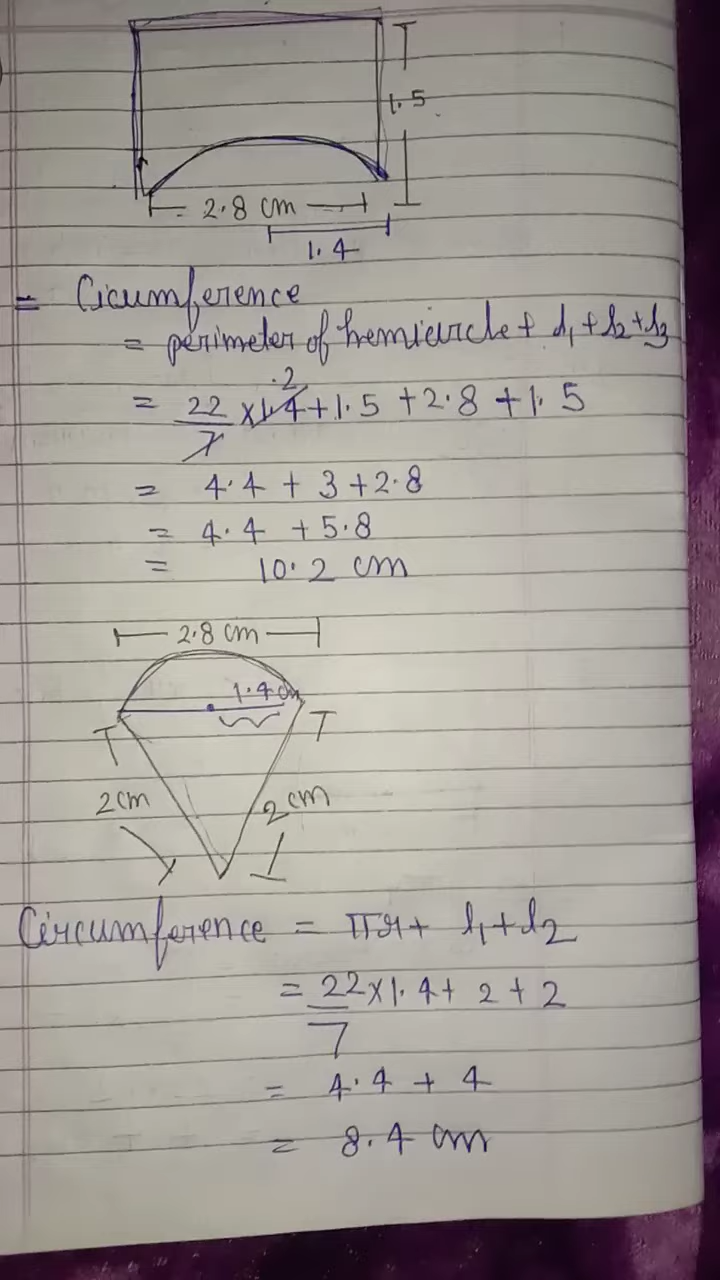 1.5
2.8 cm
1.4
= Cicumference
= perimeter of hemicircle + l₁ + l₂ + l₃
= 22/7 × 1.4 .2 + 1.5 + 2.8 + 1.5
= 4.4 + 3 + 2.8
= 4.4 + 5.8
= 10.2 cm
2.8 cm
1.4 cm
2 cm 2 cm
Circumference = πr + l₁ + l₂
= 22/7 × 1.4 + 2 + 2
= 4.4 + 4
= 8.4 cm